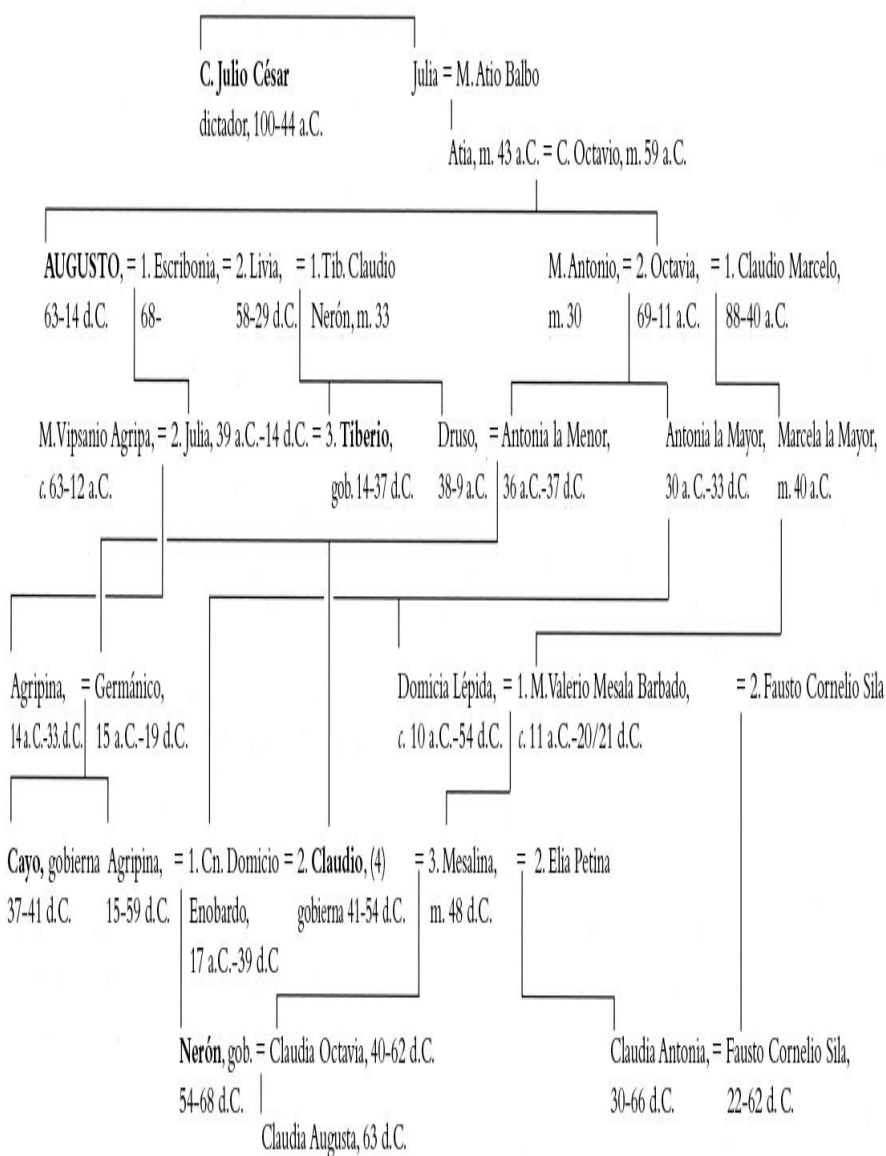 C. Julio César
Julia = M. Atio Balbo
dictador, 100-44 a.C.
Atia, m. 43 a.C. = C. Octavio, m. 59 a.C.
AUGUSTO, = 1. Escribonia, = 2. Livia, = 1. Tib. Claudio
63-14 d.C. 68- 58-29 d.C. Nerón, m. 33
M. Antonio, = 2. Octavia, = 1. Claudio Marcelo,
m. 30 69-11 a.C. 88-40 a.C.
M. Vipsanio Agripa, = 2. Julia, 39 a.C.-14 d.C. = 3. Tiberio,
c. 63-12 a.C. gob. 14-37 d.C.
Druso, = Antonia la Menor,
38-9 a.C. 36 a.C.-37 d.C.
Antonia la Mayor,
30 a. C.-33 d.C.
Marcela la Mayor,
m. 40 a.C.
Agripina, = Germánico,
14 a.C.-33. d.C. 15 a.C.-19 d.C.
Domicia Lépida, = 1. M. Valerio Mesala Barbado, = 2. Fausto Cornelio Sila
c. 10 a.C.-54 d.C. c. 11 a.C.-20/21 d.C.
Cayo, gobierna Agripina, = 1. Cn. Domicio = 2. Claudio, (4) = 3. Mesalina, = 2. Elia Petina
37-41 d.C. 15-59 d.C. Enobardo, gobierna 41-54 d.C. m. 48 d.C.
17 a.C.-39 d.C
Nerón, gob. = Claudia Octavia, 40-62 d.C.
54-68 d.C.
Claudia Augusta, 63 d.C.
Claudia Antonia, = Fausto Cornelio Sila,
30-66 d.C. 22-62 d. C.